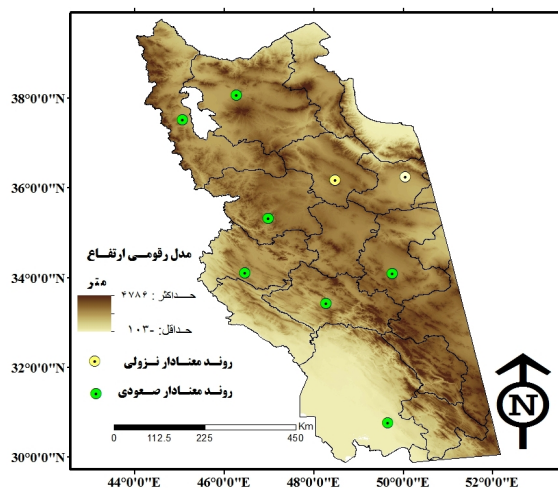 38°0'0"N
36°0'0"N
34°0'0"N
32°0'0"N
30°0'0"N
مدل رقومی ارتفاع
متر
حداکثر : ۴۷۸۶
حداقل : ۱۰۳-
روند معنادار نزولی
روند معنادار صعودی
Km
0 112.5 225 450
N
44°0'0"E 46°0'0"E 48°0'0"E 50°0'0"E 52°0'0"E